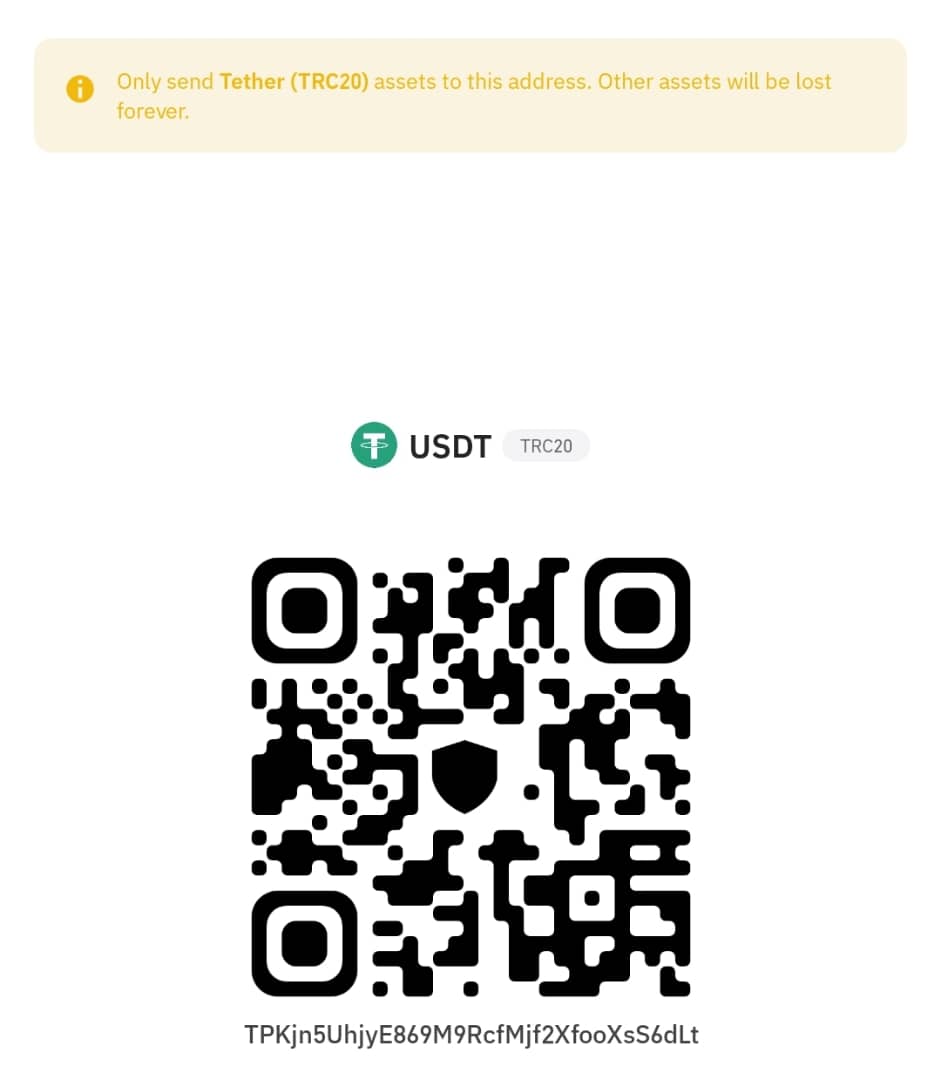 Only send Tether (TRC20) assets to this address. Other assets will be lost
forever.
USDT TRC20
TPKjn5UhjyE869M9RcfMjf2XfooXsS6dLt